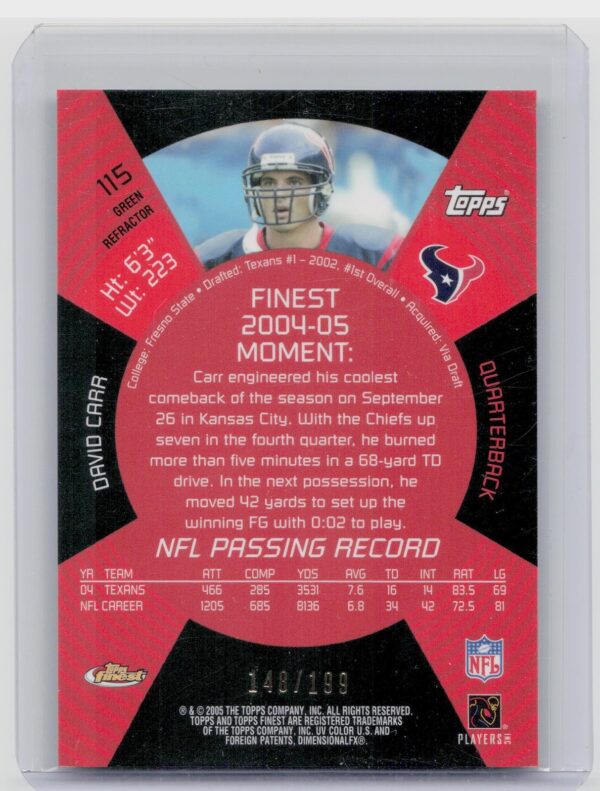 115
GREEN
REFRACTOR
Ht: 6'3"
Wt: 223
Topps
College: Fresno State • Drafted: Texans #1 - 2002, #1st Overall • Acquired: Via Draft
DAVID CARR
QUARTERBACK
FINEST
2004-05
MOMENT:
Carr engineered his coolest
comeback of the season on September
26 in Kansas City. With the Chiefs up
seven in the fourth quarter, he burned
more than five minutes in a 68-yard TD
drive. In the next possession, he
moved 42 yards to set up the
winning FG with 0:02 to play.
NFL PASSING RECORD
YR TEAM ATT COMP YDS AVG TD INT RAT LG
04 TEXANS 466 285 3531 7.6 16 14 83.5 69
NFL CAREER 1205 685 8136 6.8 34 42 72.5 81
Topps finest
NFL
148/199
® & © 2005 THE TOPPS COMPANY, INC. ALL RIGHTS RESERVED.
TOPPS AND TOPPS FINEST ARE REGISTERED TRADEMARKS
OF THE TOPPS COMPANY, INC. UV COLOR U.S. AND
FOREIGN PATENTS, DIMENSIONALFX®.
PLAYERS INC